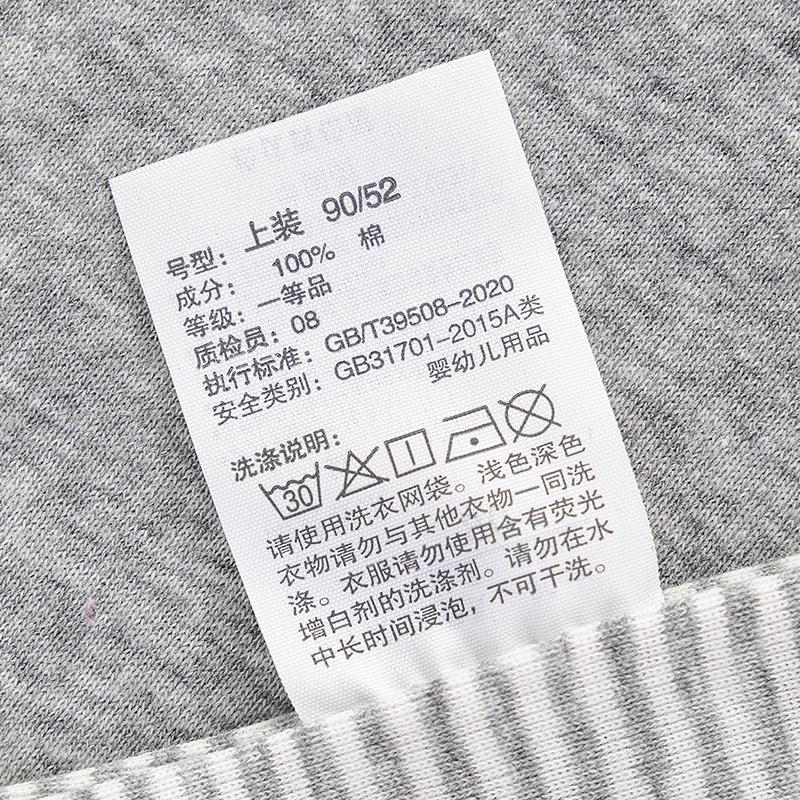 号型： 上装 90/52
成分： 100% 棉
等级： 一等品
质检员： 08
执行标准： GB/T39508-2020
安全类别： GB31701-2015A类
婴幼儿用品
洗涤说明：
30
请使用洗衣网袋。浅色深色
衣物请勿与其他衣物一同洗
涤。衣服请勿使用含有荧光
增白剂的洗涤剂。请勿在水
中长时间浸泡，不可干洗。